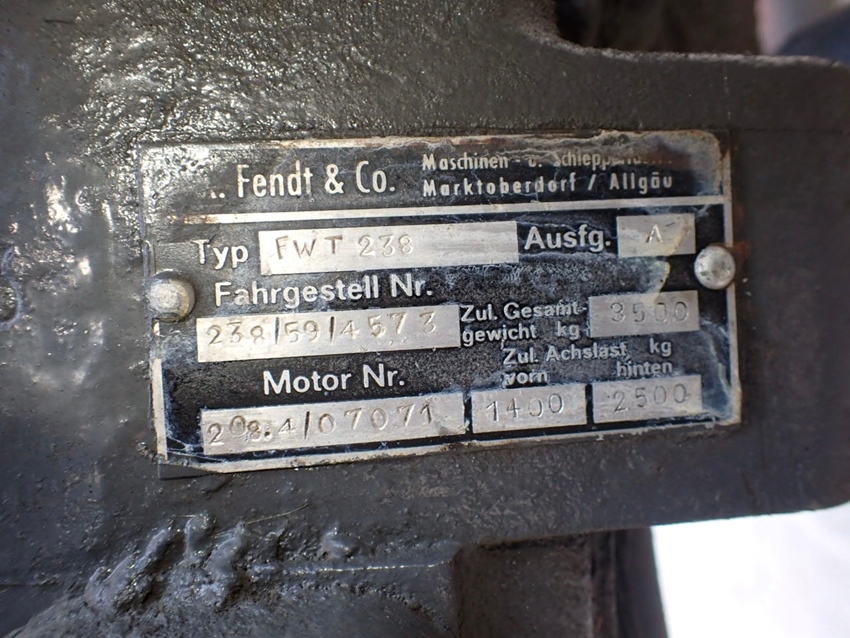 . Fendt & Co.
Maschinen - u.
Marktoberdorf / Allgäu
Typ FWT 238 Ausfg. A
Fahrgestell Nr.
238/59/4573
Zul. Gesamt-
gewicht kg 3500
Zul. Achslast kg
vorn hinten
Motor Nr.
208.4/07071 1400 2500